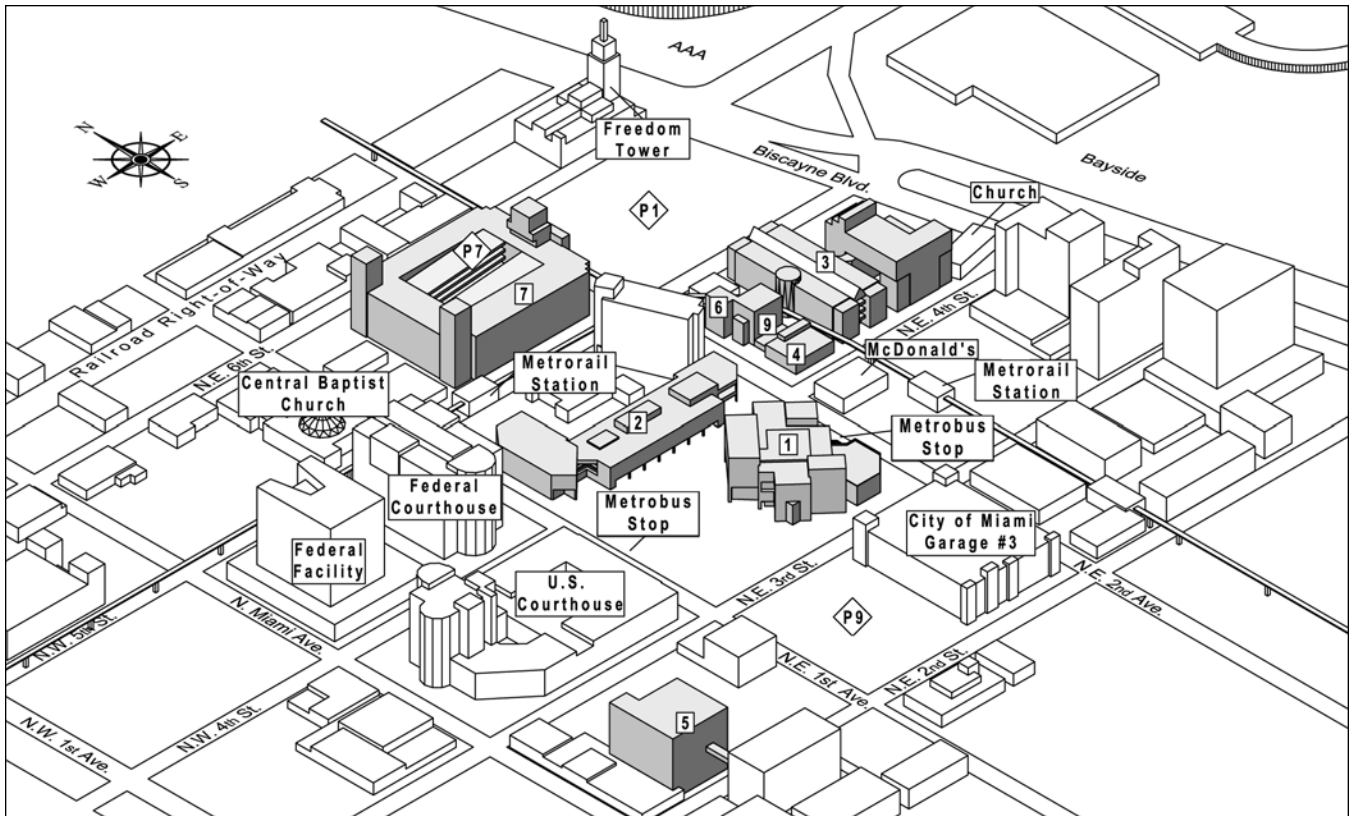 AAA
Freedom
Tower
N
E
W
S
Biscayne Blvd.
Bayside
P1
Church
P7
3
7
6
9
4
N.E. 4th St.
Railroad Right-of-Way
N.E. 6th St.
McDonald's
Metrorail
Station
Metrorail
Station
Central Baptist
Church
2
1
Metrobus
Stop
Federal
Courthouse
Metrobus
Stop
City of Miami
Garage #3
Federal
Facility
U.S.
Courthouse
N.E. 3rd St.
N.E. 2nd Ave.
P9
N. Miami Ave.
N.W. 5th St.
N.E. 1st Ave.
N.E. 2nd St.
5
N.W. 4th St.
N.W. 1st Ave.